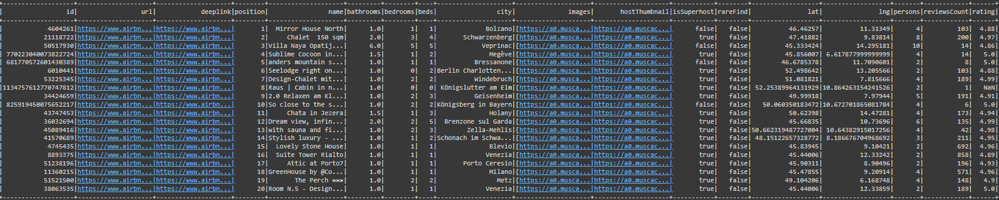 | id| url| deeplink|position| name|bathrooms|bedrooms|beds| city| images| hostThumbnail|isSuperhost|rareFind| lat| lng|persons|reviewsCount|rating|
| 4604261|https://www.airbn...|https://www.airbn...| 1| Mirror House North| 1.0| 1| 1| Bolzano|[https://a0.musca...|https://a0.muscac...| false| false| 46.46257| 11.31349| 4| 103| 4.88|
| 21118722|https://www.airbn...|https://www.airbn...| 2| Chalet 150 sqm| 2.0| 3| 4| Schwarzenberg|[https://a0.musca...|https://a0.muscac...| true| false| 47.41882| 9.83814| 8| 200| 4.97|
| 50517930|https://www.airbn...|https://www.airbn...| 3|Villa Naya Opatij...| 6.0| 5| 5| Veprinac|[https://a0.musca...|https://a0.muscac...| false| false| 45.333424| 14.295181| 10| 14| 4.86|
| 770223040073822724|https://www.airbn...|https://www.airbn...| 4|Sublime Cocoon in...| 1.5| 1| 2| Megève|[https://a0.musca...|https://a0.muscac...| true| false| 45.856007| 6.617877999999999| 4| 14| 5.0|
| 681770572601430389|https://www.airbn...|https://www.airbn...| 5|anders mountain s...| 1.0| 1| 1| Bressanone|[https://a0.musca...|https://a0.muscac...| false| false| 46.6785378| 11.7090601| 2| 8| 5.0|
| 6010441|https://www.airbn...|https://www.airbn...| 6|Seelodge right on...| 1.0| 0| 2|Berlin Charlotten...|[https://a0.musca...|https://a0.muscac...| true| false| 52.498642| 13.205566| 2| 103| 4.88|
| 53225345|https://www.airbn...|https://www.airbn...| 7|Design-Chalet mit...| 1.0| 2| 2| Windebruch|[https://a0.musca...|https://a0.muscac...| true| false| 51.081821| 7.815666| 4| 189| 4.99|
|1134757612770747812|https://www.airbn...|https://www.airbn...| 8|Raus | Cabin in n...| 1.0| 0| 0| Königslutter am Elm|[https://a0.musca...|https://a0.muscac...| true| false| 52.25389964131929|10.864263154241526| 2| 1| NaN|
| 34424659|https://www.airbn...|https://www.airbn...| 9|2.0 Relaxen am Kl...| 1.0| 2| 3| Geisenheim|[https://a0.musca...|https://a0.muscac...| true| false| 49.99918| 7.97944| 5| 191| 4.91|
| 825919450075652217|https://www.airbn...|https://www.airbn...| 10|So close to the s...| 1.0| 2| 2|Königsberg in Bayern|[https://a0.musca...|https://a0.muscac...| false| false| 50.060350183472|10.672701865081784| 4| 6| 5.0|
| 43747453|https://www.airbn...|https://www.airbn...| 11| Chata in Jezera| 1.5| 1| 3| Holany|[https://a0.musca...|https://a0.muscac...| true| false| 50.62398| 14.47281| 4| 173| 4.94|
| 36032694|https://www.airbn...|https://www.airbn...| 12|Dream view, infin...| 2.0| 2| 5| Brenzone sul Garda|[https://a0.musca...|https://a0.muscac...| true| false| 45.66835| 10.73696| 6| 135| 4.99|
| 45089416|https://www.airbn...|https://www.airbn...| 13|with sauna and fi...| 1.0| 2| 3| Zella-Mehlis|[https://a0.musca...|https://a0.muscac...| true| false|50.662319487727004| 10.64382915017256| 4| 42| 4.98|
| 41570689|https://www.airbn...|https://www.airbn...| 14|Stylish luxury - ...| 1.0| 1| 2|Schonach im Schwa...|[https://a0.musca...|https://a0.muscac...| true| false| 48.15122657328772| 8.186676704968692| 3| 211| 4.95|
| 4745435|https://www.airbn...|https://www.airbn...| 15| Lovely Stone House| 1.0| 1| 1| Blevio|[https://a0.musca...|https://a0.muscac...| true| false| 45.83945| 9.10421| 2| 692| 4.96|
| 8893375|https://www.airbn...|https://www.airbn...| 16| Suite Tower Rialto| 1.0| 1| 1| Venezia|[https://a0.musca...|https://a0.muscac...| true| false| 45.44006| 12.33242| 2| 858| 4.89|
| 51238196|https://www.airbn...|https://www.airbn...| 17| Attic at Porto7| 1.0| 1| 1| Porto Ceresio|[https://a0.musca...|https://a0.muscac...| true| false| 45.90311| 8.90496| 2| 196| 4.93|
| 11360215|https://www.airbn...|https://www.airbn...| 18|GreenHouse by @Co...| 1.0| 1| 1| Milano|[https://a0.musca...|https://a0.muscac...| true| false| 45.47855| 9.20914| 4| 571| 4.96|
| 51521500|https://www.airbn...|https://www.airbn...| 19| The Perch ***| 1.0| 2| 2| Metz|[https://a0.musca...|https://a0.muscac...| true| false| 49.104206| 6.168748| 4| 148| 4.9|
| 38063535|https://www.airbn...|https://www.airbn...| 20|Room N.5 - Design...| 1.0| 1| 1| Venezia|[https://a0.musca...|https://a0.muscac...| true| false| 45.44006| 12.33859| 2| 189| 5.0|